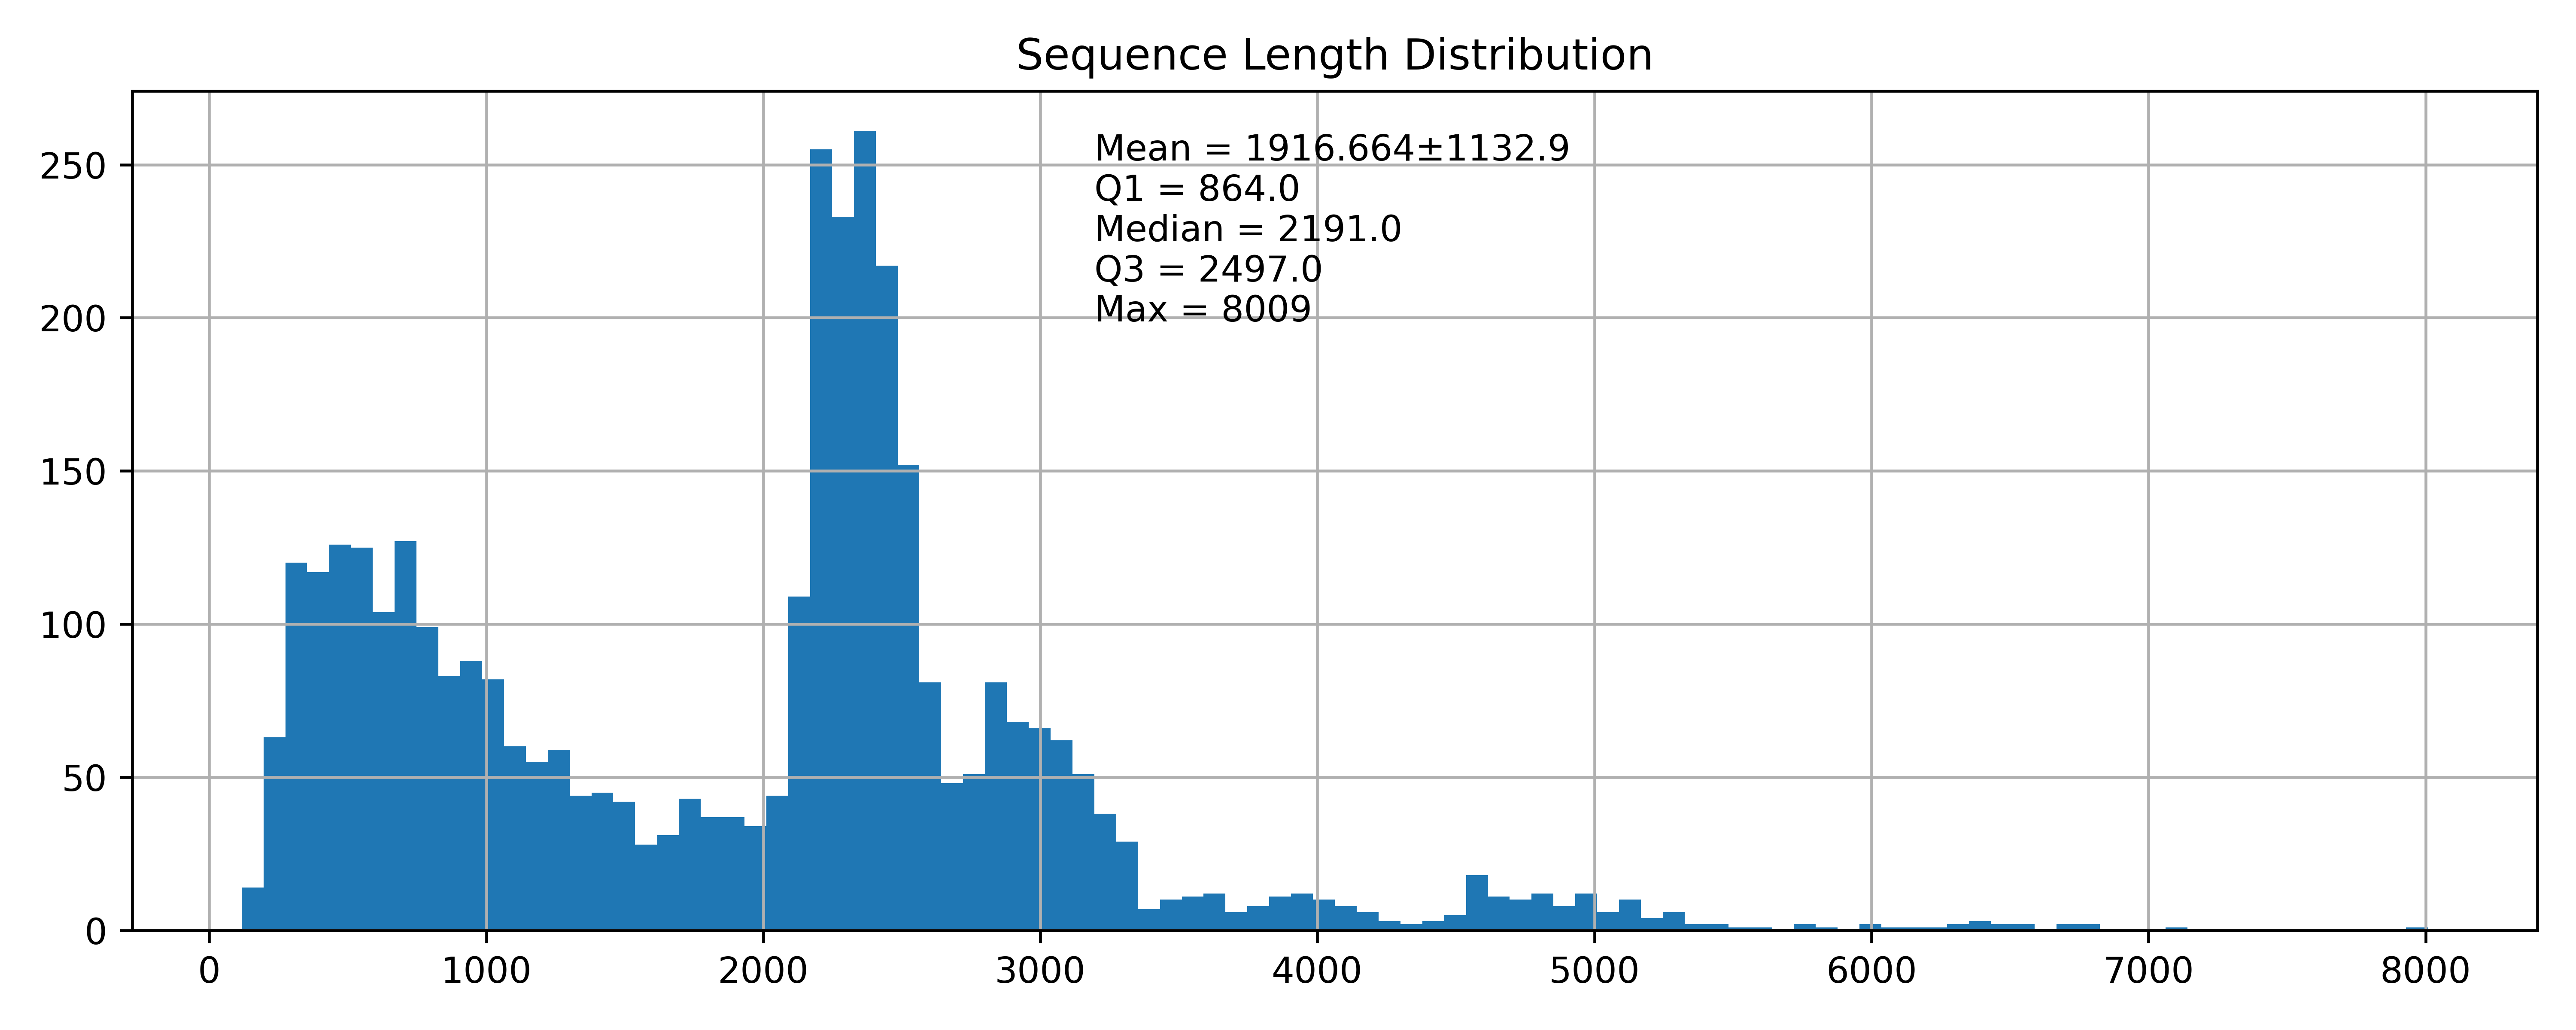 Sequence Length Distribution
250
200
150
100
50
0
Mean = 1916.664±1132.9
Q1 = 864.0
Median = 2191.0
Q3 = 2497.0
Max = 8009
0 1000 2000 3000 4000 5000 6000 7000 8000